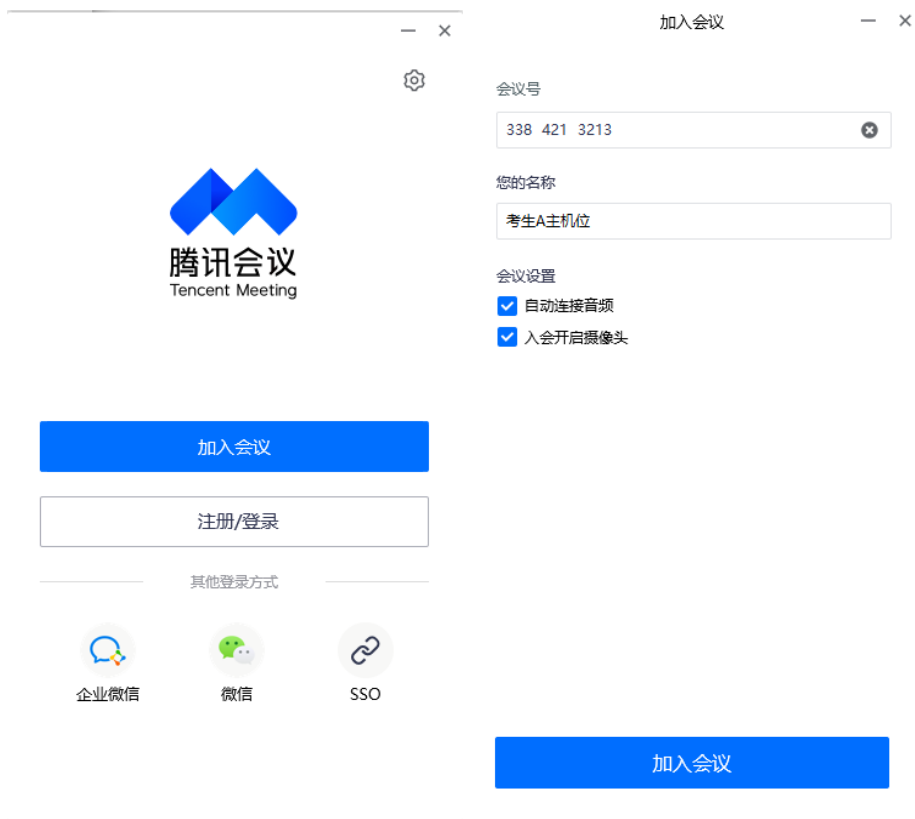 腾讯会议
Tencent Meeting
加入会议
注册/登录
其他登录方式
企业微信
微信
SSO
加入会议
会议号
338 421 3213
您的名称
考生A主机位
会议设置
自动连接音频
入会开启摄像头
加入会议